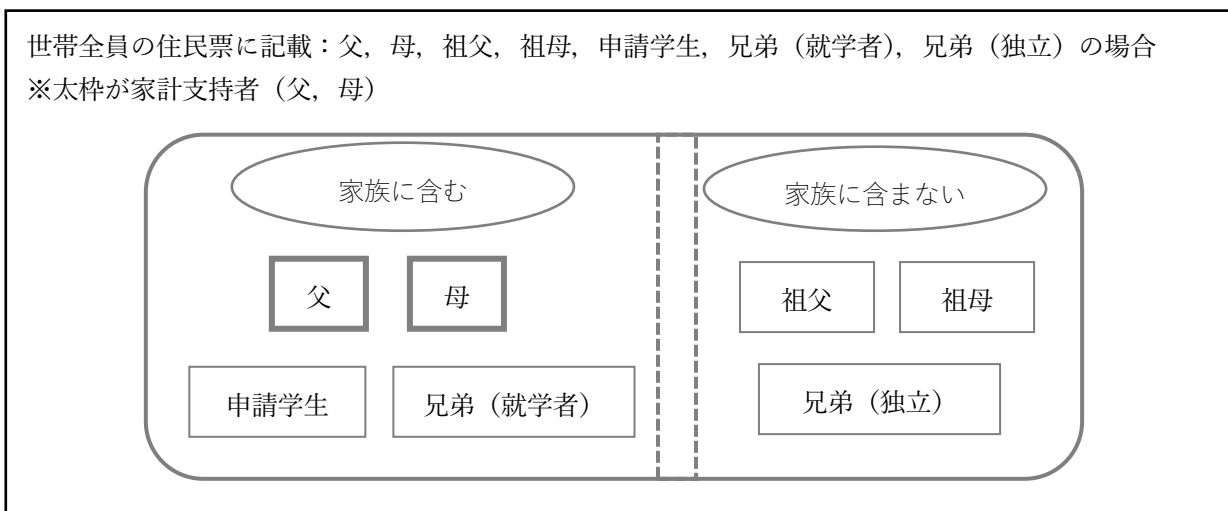 世帯全員の住民票に記載：父，母，祖父，祖母，申請学生，兄弟（就学者），兄弟（独立）の場合
※太枠が家計支持者（父，母）
家族に含む
家族に含まない
父
母
祖父
祖母
申請学生
兄弟（就学者）
兄弟（独立）